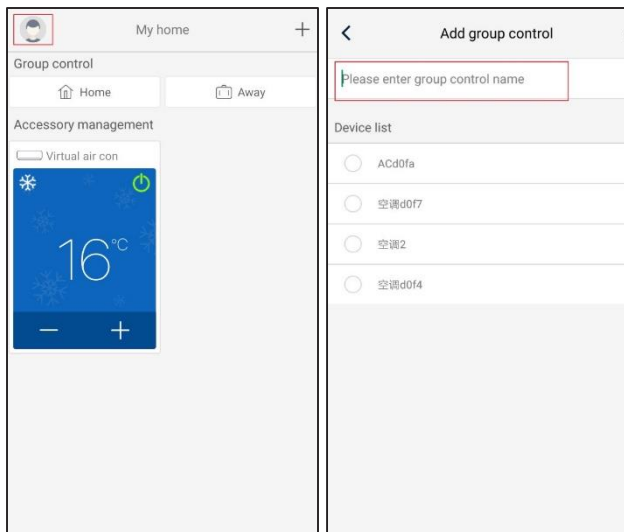 My home
+
Group control
Home
Away
Accessory management
Virtual air con
16°C
− +
Add group control
Please enter group control name
Device list
ACd0fa
空调d0f7
空调2
空调d0f4